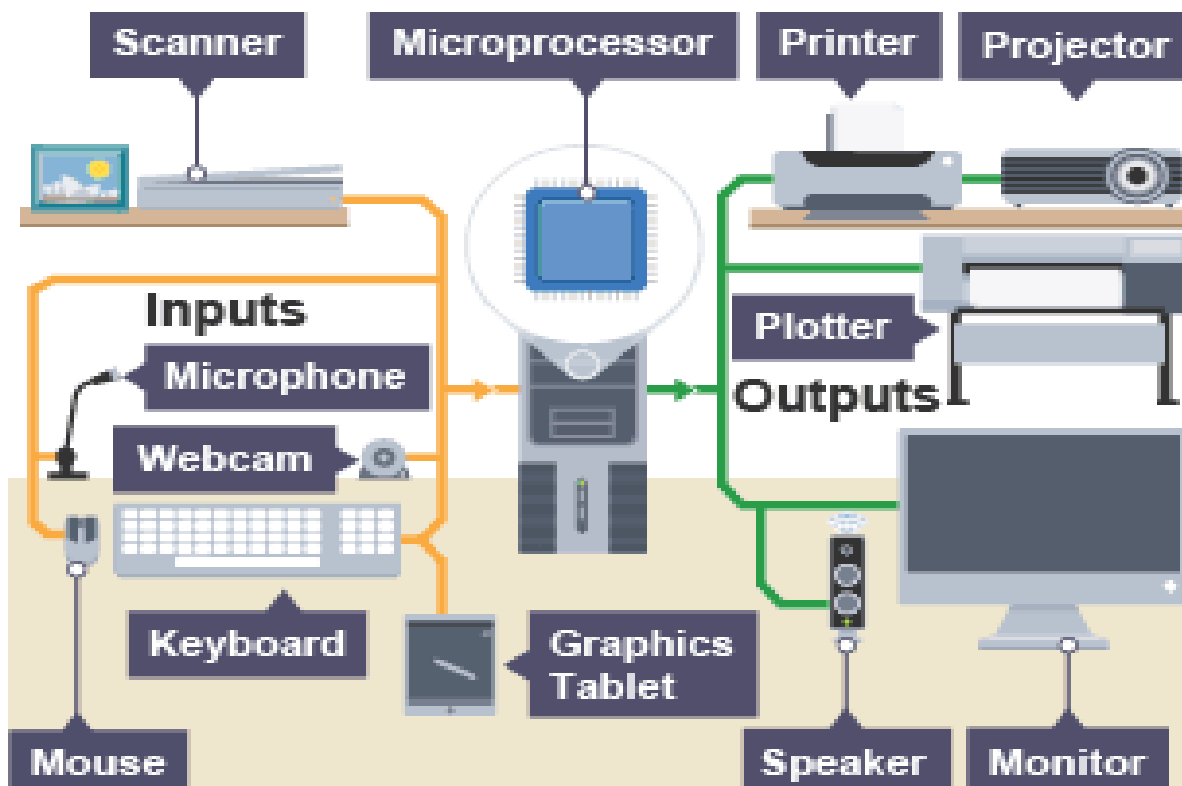 Scanner
Microprocessor
Printer
Projector
Inputs
Microphone
Webcam
Keyboard
Mouse
Graphics
Tablet
Plotter
Outputs
Speaker
Monitor